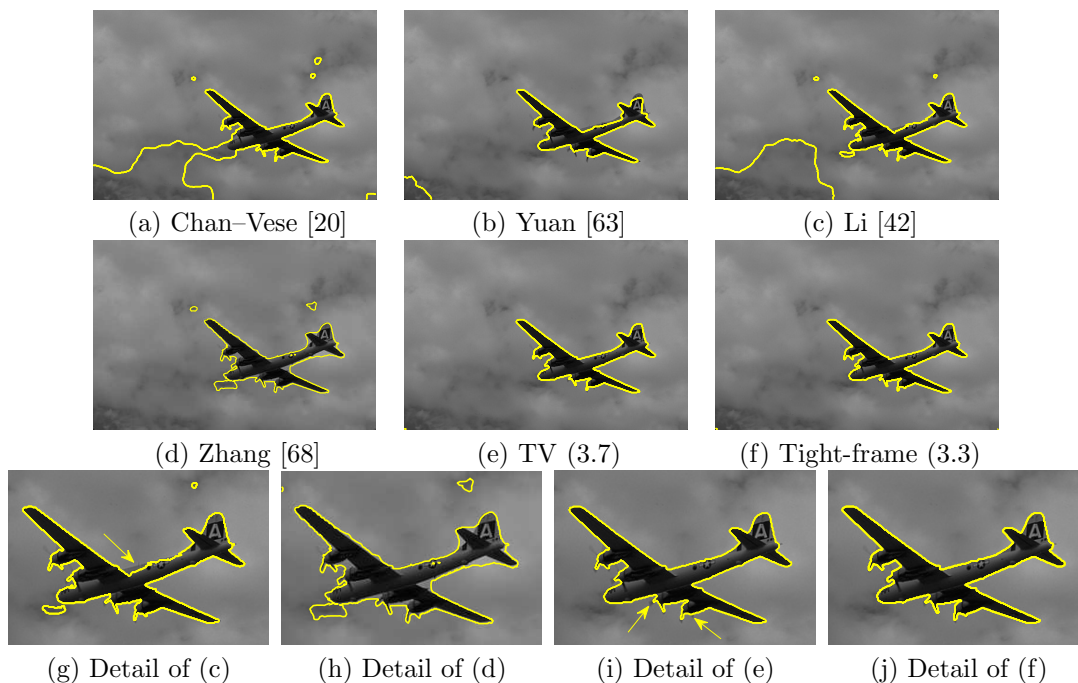 (a) Chan–Vese [20]
(b) Yuan [63]
(c) Li [42]
(d) Zhang [68]
(e) TV (3.7)
(f) Tight-frame (3.3)
(g) Detail of (c)
(h) Detail of (d)
(i) Detail of (e)
(j) Detail of (f)
A
A
A
A
A
A
A
A
A
A